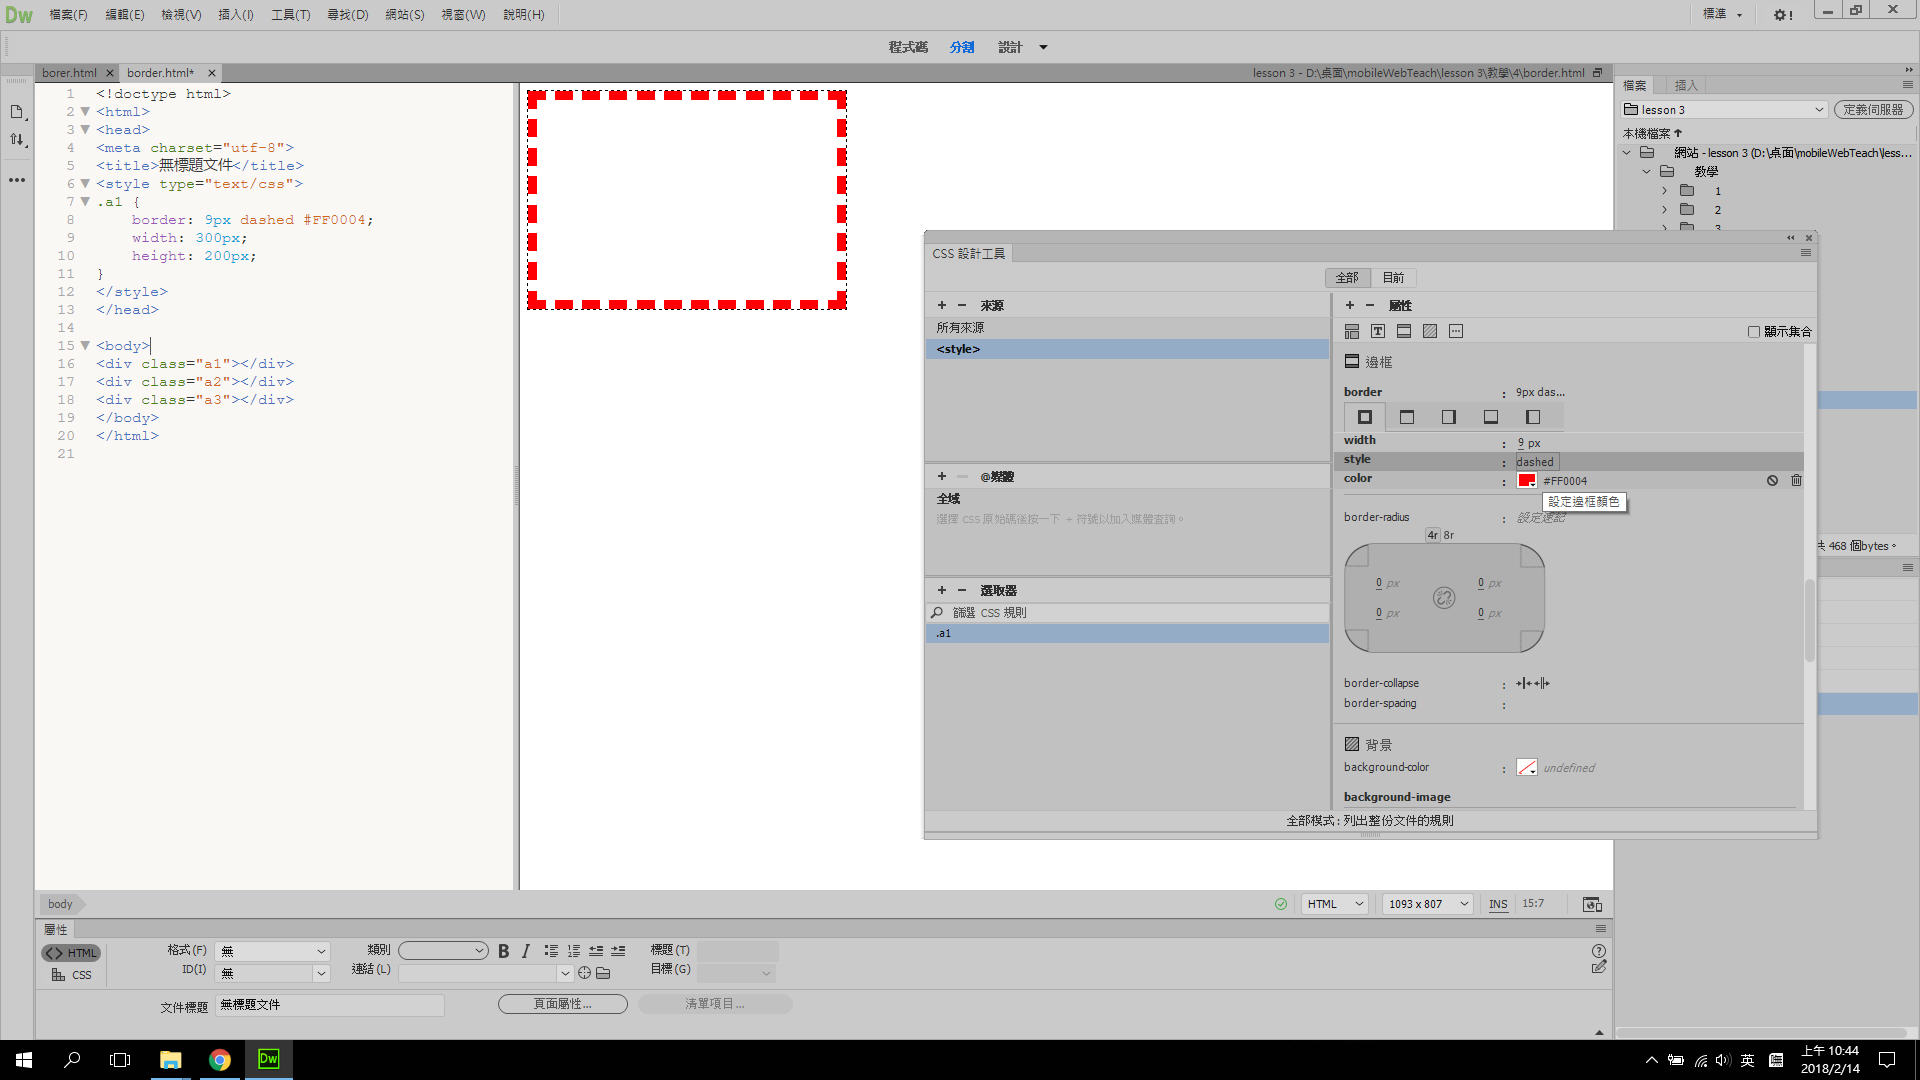 Dw 檔案(F) 編輯(E) 檢視(V) 插入(I) 工具(T) 尋找(D) 網站(S) 視窗(W) 說明(H) 標準
程式碼 分割 設計
borer.html border.html*
lesson 3 - D:\桌面\mobileWebTeach\lesson 3\教學\4\border.html
1 <!doctype html>
2 <html>
3 <head>
4 <meta charset="utf-8">
5 <title>無標題文件</title>
6 <style type="text/css">
7 .a1 {
8 border: 9px dashed #FF0004;
9 width: 300px;
10 height: 200px;
11 }
12 </style>
13 </head>
14
15 <body>
16 <div class="a1"></div>
17 <div class="a2"></div>
18 <div class="a3"></div>
19 </body>
20 </html>
21
CSS 設計工具
全部 目前
來源
所有來源
<style>
@媒體
全域
選擇 CSS 原始碼後按一下 + 符號以加入媒體查詢。
選取器
篩選 CSS 規則
.a1
屬性
顯示集合
邊框
border : 9px das...
width : 9 px
style : dashed
color : #FF0004
設定邊框顏色
border-radius : 設定速記
4r 8r
0 px 0 px
0 px 0 px
border-collapse :
border-spacing :
背景
background-color : undefined
background-image
全部模式 : 列出整份文件的規則
檔案 插入
lesson 3 定義伺服器
本機檔案
網站 - lesson 3 (D:\桌面\mobileWebTeach\less...
教學
1
2
3
共 468 個bytes。
body HTML 1093 x 807 INS 15:7
屬性
HTML 格式(F) 無 類別 B I 標題(T)
CSS ID(I) 無 連結(L) 目標(G)
文件標題 無標題文件 頁面屬性... 清單項目...
Dw 英 上午 10:44
2018/2/14